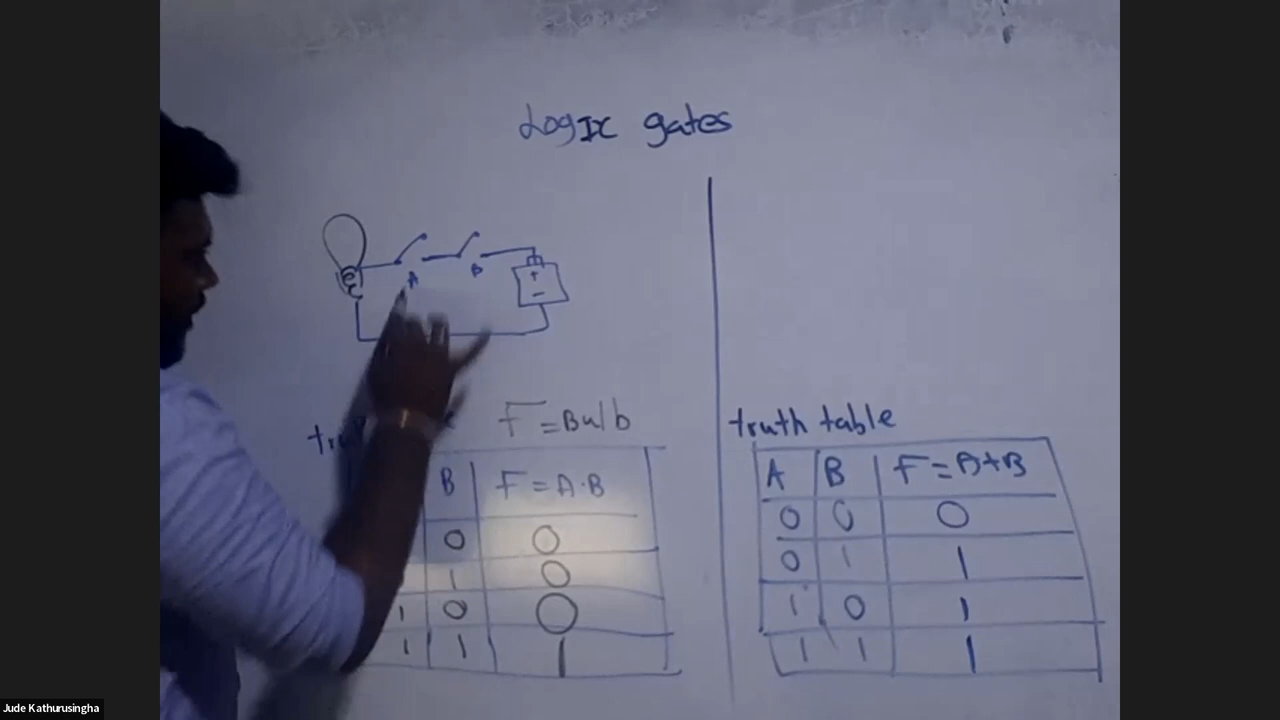 LogIc gates
A B
+
-
F = Bulb
B F = A·B
0 0
1 0
1 0 0
1 1 1
truth table
A B F = A+B
0 0 0
0 1 1
1 0 1
1 1 1
Jude Kathurusingha